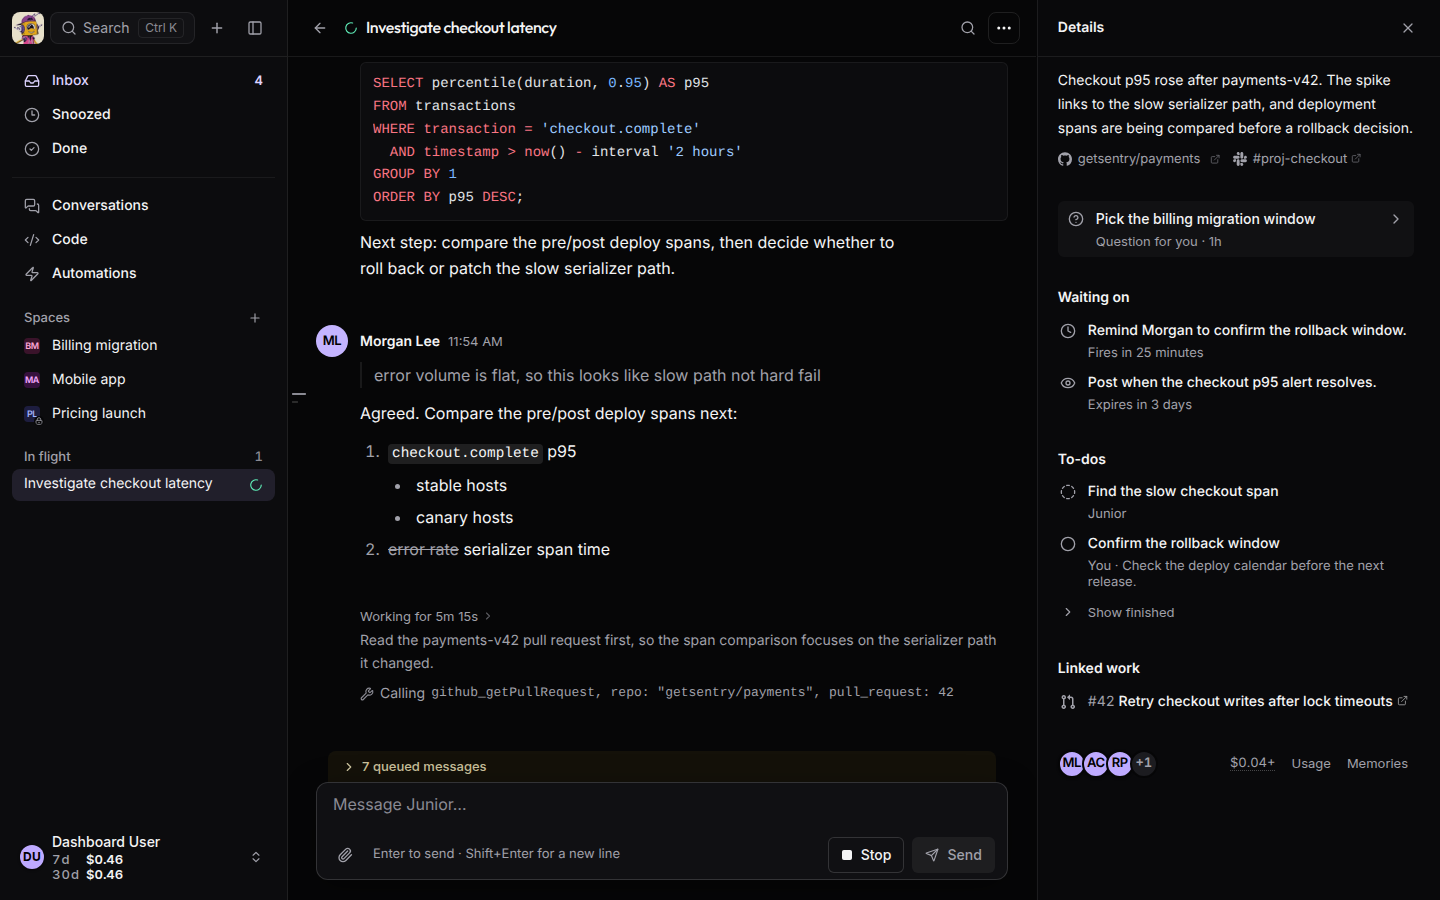 Search Ctrl K
Inbox 4
Snoozed
Done
Conversations
Code
Automations
Spaces
BM Billing migration
MA Mobile app
PL Pricing launch
In flight 1
Investigate checkout latency
DU Dashboard User
7d $0.46
30d $0.46
Investigate checkout latency
SELECT percentile(duration, 0.95) AS p95
FROM transactions
WHERE transaction = 'checkout.complete'
AND timestamp > now() - interval '2 hours'
GROUP BY 1
ORDER BY p95 DESC;
Next step: compare the pre/post deploy spans, then decide whether to
roll back or patch the slow serializer path.
ML Morgan Lee 11:54 AM
error volume is flat, so this looks like slow path not hard fail
Agreed. Compare the pre/post deploy spans next:
1. checkout.complete p95
• stable hosts
• canary hosts
2. error rate serializer span time
Working for 5m 15s
Read the payments-v42 pull request first, so the span comparison focuses on the serializer path
it changed.
Calling github_getPullRequest, repo: "getsentry/payments", pull_request: 42
7 queued messages
Message Junior...
Enter to send · Shift+Enter for a new line
Stop
Send
Details
Checkout p95 rose after payments-v42. The spike
links to the slow serializer path, and deployment
spans are being compared before a rollback decision.
getsentry/payments #proj-checkout
Pick the billing migration window
Question for you · 1h
Waiting on
Remind Morgan to confirm the rollback window.
Fires in 25 minutes
Post when the checkout p95 alert resolves.
Expires in 3 days
To-dos
Find the slow checkout span
Junior
Confirm the rollback window
You · Check the deploy calendar before the next
release.
Show finished
Linked work
#42 Retry checkout writes after lock timeouts
ML AC RP +1 $0.04+ Usage Memories